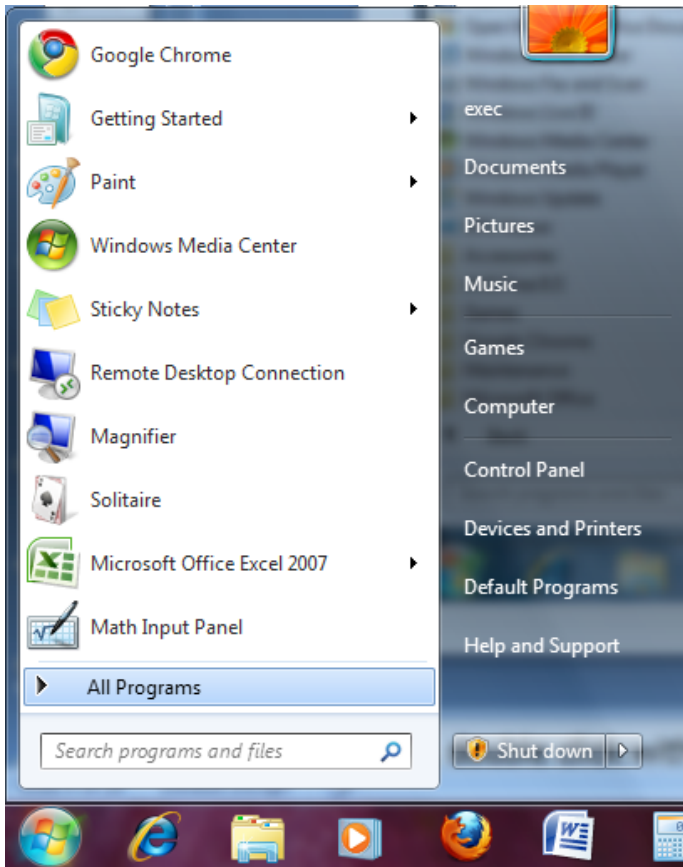 Google Chrome
Getting Started
Paint
Windows Media Center
Sticky Notes
Remote Desktop Connection
Magnifier
Solitaire
Microsoft Office Excel 2007
Math Input Panel
All Programs
Search programs and files
exec
Documents
Pictures
Music
Games
Computer
Control Panel
Devices and Printers
Default Programs
Help and Support
Shut down